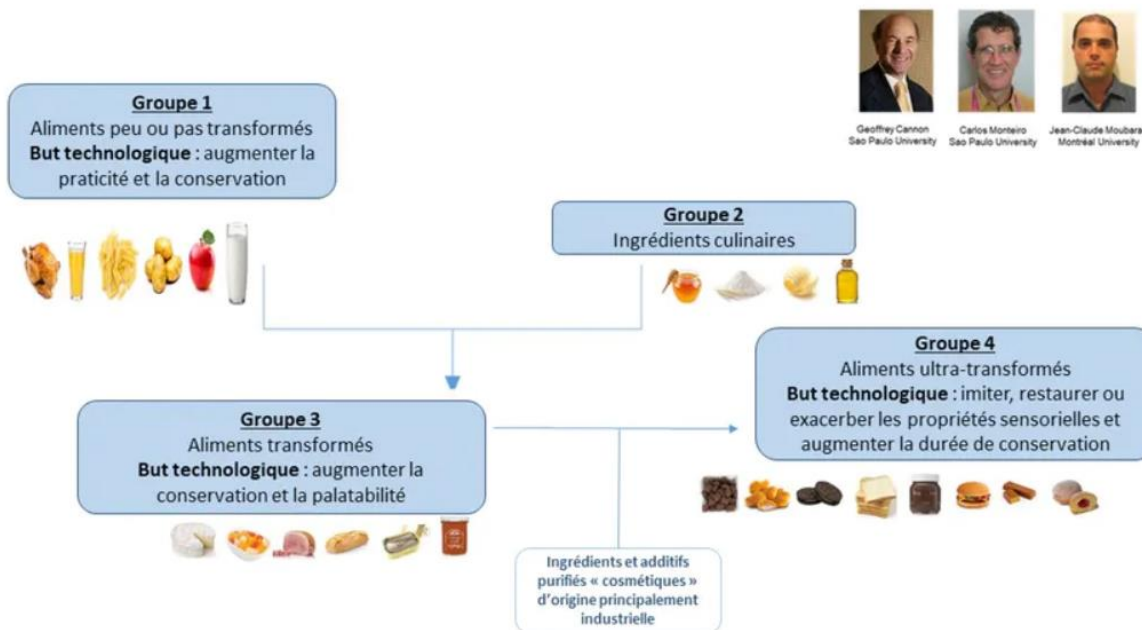 Geoffrey Cannon
Sao Paulo University
Carlos Monteiro
Sao Paulo University
Jean-Claude Moubara
Montréal University
Groupe 1
Aliments peu ou pas transformés
But technologique : augmenter la
praticité et la conservation
Groupe 2
Ingrédients culinaires
Groupe 3
Aliments transformés
But technologique : augmenter la
conservation et la palatabilité
Groupe 4
Aliments ultra-transformés
But technologique : imiter, restaurer ou
exacerber les propriétés sensorielles et
augmenter la durée de conservation
Ingrédients et additifs
purifiés « cosmétiques »
d'origine principalement
industrielle